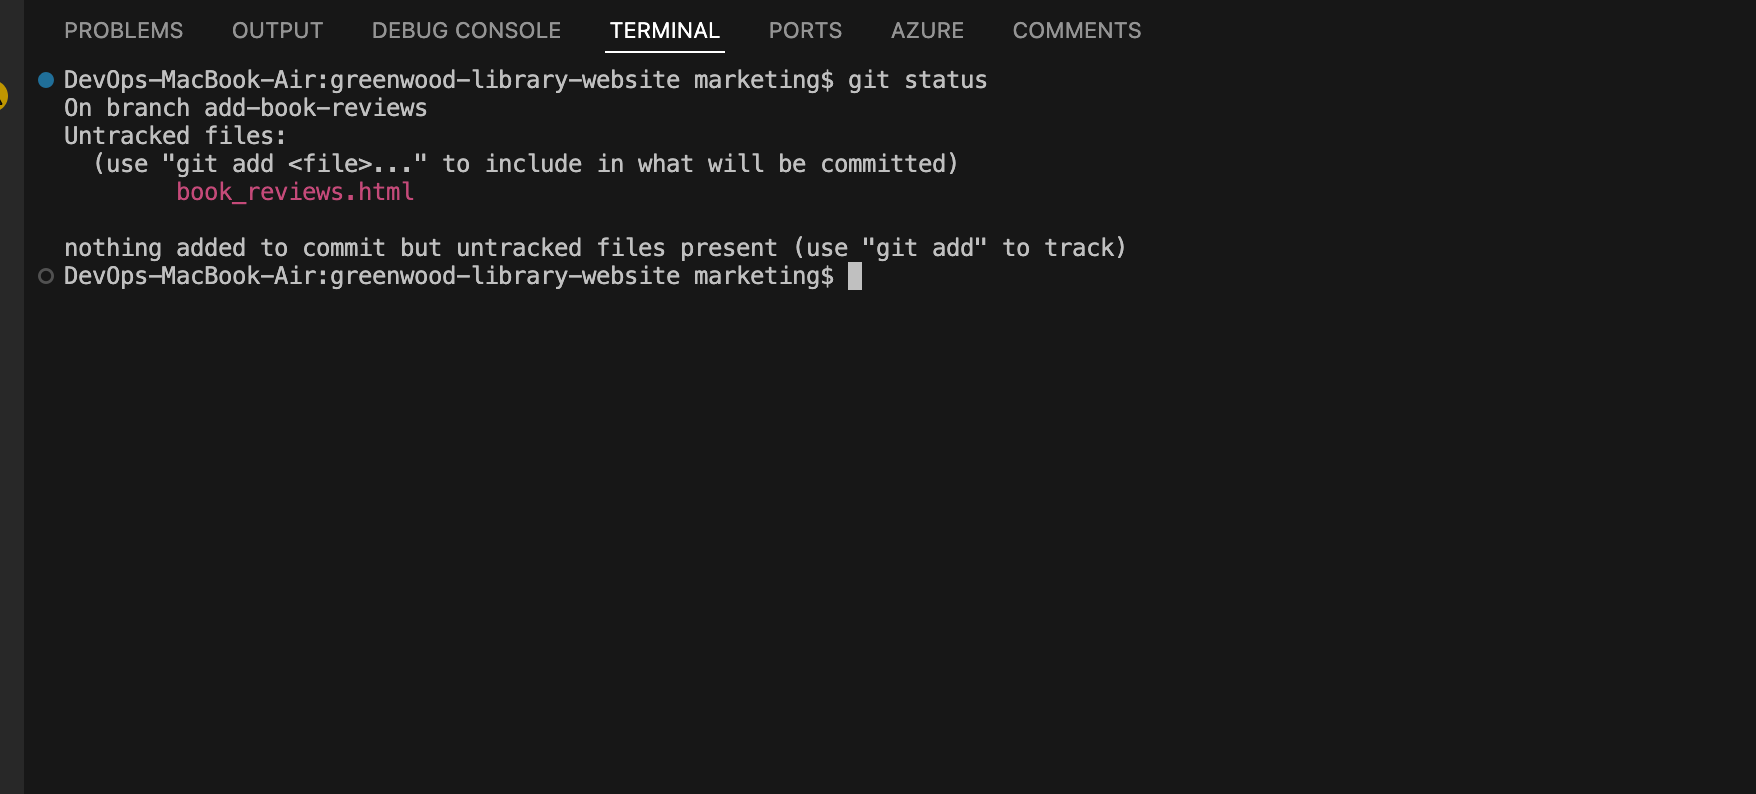 PROBLEMS OUTPUT DEBUG CONSOLE TERMINAL PORTS AZURE COMMENTS
DevOps-MacBook-Air:greenwood-library-website marketing$ git status
On branch add-book-reviews
Untracked files:
  (use "git add <file>..." to include in what will be committed)
        book_reviews.html

nothing added to commit but untracked files present (use "git add" to track)
DevOps-MacBook-Air:greenwood-library-website marketing$